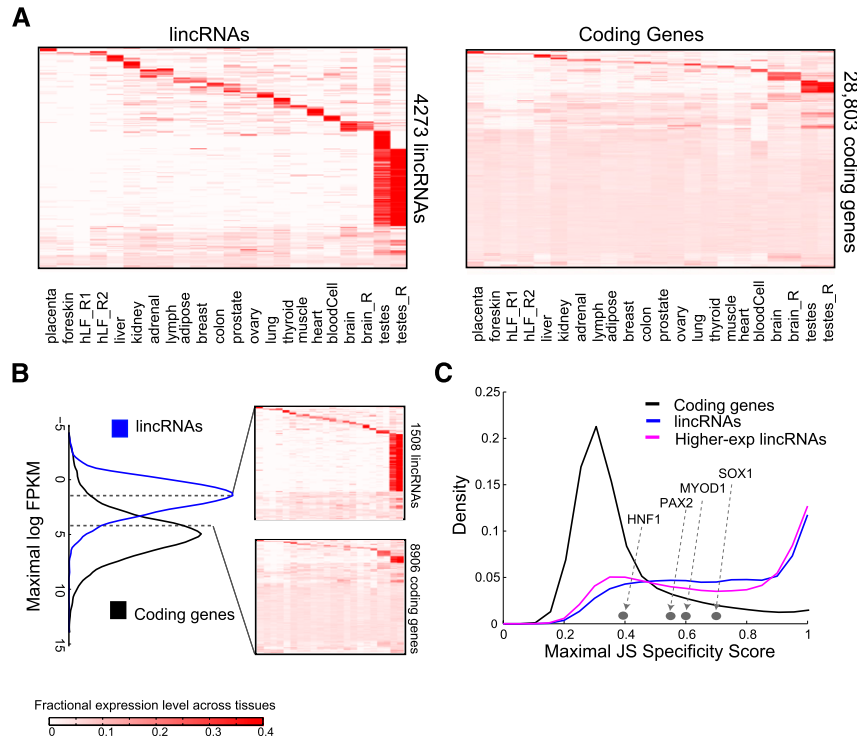 A
lincRNAs
Coding Genes
4273 lincRNAs
28,803 coding genes
placenta
foreskin
hLF_R1
hLF_R2
liver
kidney
adrenal
lymph
adipose
breast
colon
prostate
ovary
lung
thyroid
muscle
heart
bloodCell
brain
brain_R
testes
testes_R
placenta
foreskin
hLF_R1
hLF_R2
liver
kidney
adrenal
lymph
adipose
breast
colon
prostate
ovary
lung
thyroid
muscle
heart
bloodCell
brain
brain_R
testes
testes_R
B
Maximal log FPKM
-5
0
5
10
15
lincRNAs
Coding genes
1508 lincRNAs
8906 coding genes
Fractional expression level across tissues
0 0.1 0.2 0.3 0.4
C
Density
0.25
0.2
0.15
0.1
0.05
0
Coding genes
lincRNAs
Higher-exp lincRNAs
SOX1
MYOD1
PAX2
HNF1
0 0.2 0.4 0.6 0.8 1
Maximal JS Specificity Score